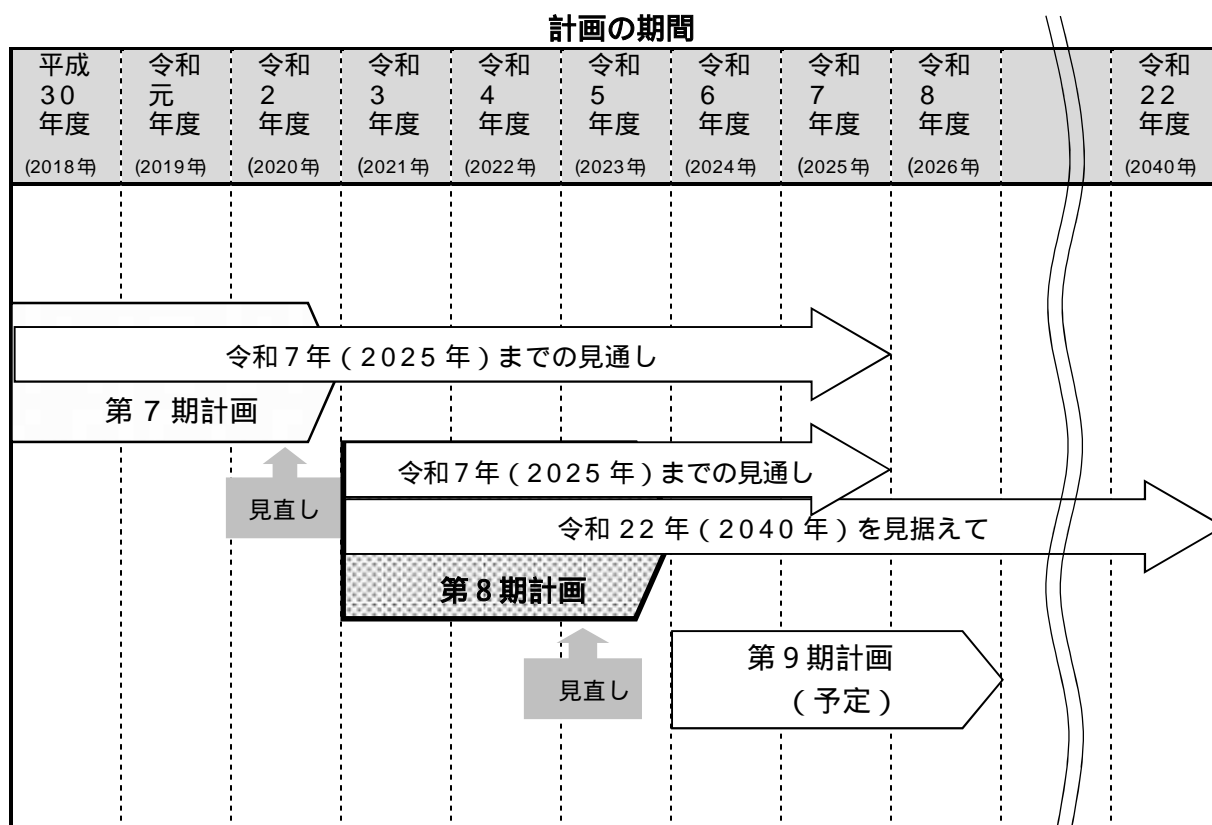 計画の期間
平成 令和 令和 令和 令和 令和 令和 令和 令和 令和
30 元 2 3 4 5 6 7 8 22
年度 年度 年度 年度 年度 年度 年度 年度 年度 年度
(2018年) (2019年) (2020年) (2021年) (2022年) (2023年) (2024年) (2025年) (2026年) (2040年)
令和7年(2025年)までの見通し
第7期計画
令和7年(2025年)までの見通し
見直し
令和22年(2040年)を見据えて
第8期計画
見直し
第9期計画
(予定)